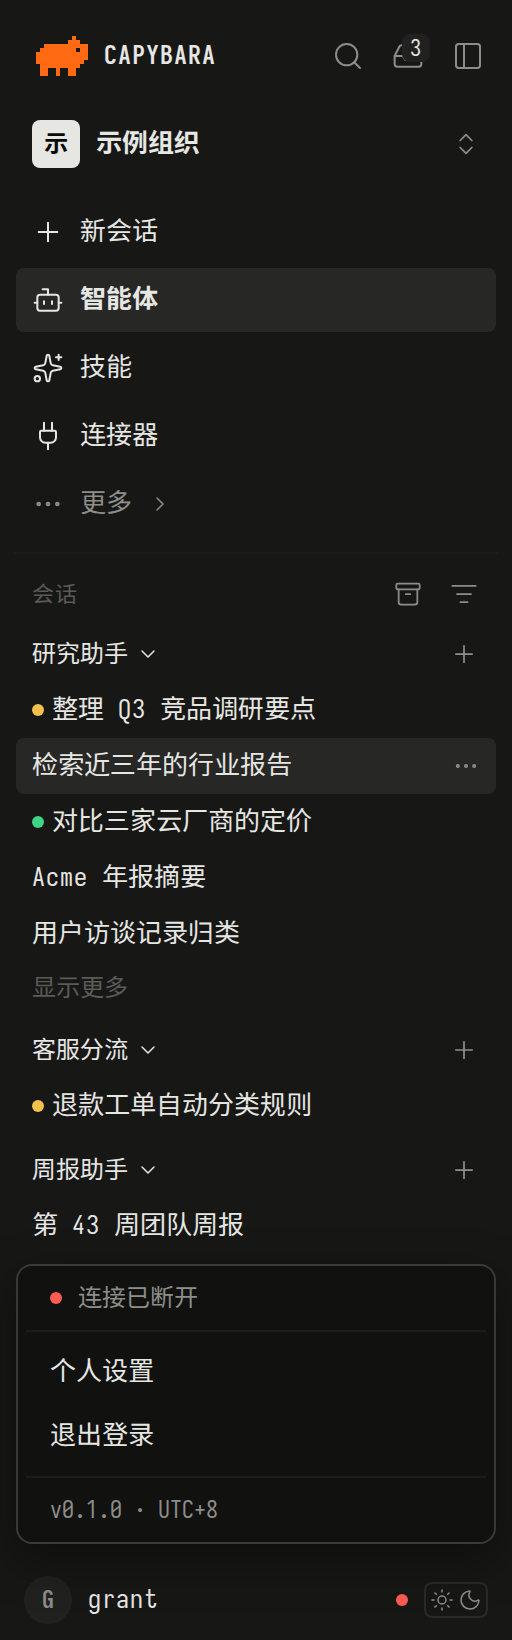 CAPYBARA
3
示 示例组织
新会话
智能体
技能
连接器
更多
会话
研究助手
整理 Q3 竞品调研要点
检索近三年的行业报告
对比三家云厂商的定价
Acme 年报摘要
用户访谈记录归类
显示更多
客服分流
退款工单自动分类规则
周报助手
第 43 周团队周报
连接已断开
个人设置
退出登录
v0.1.0 · UTC+8
G grant